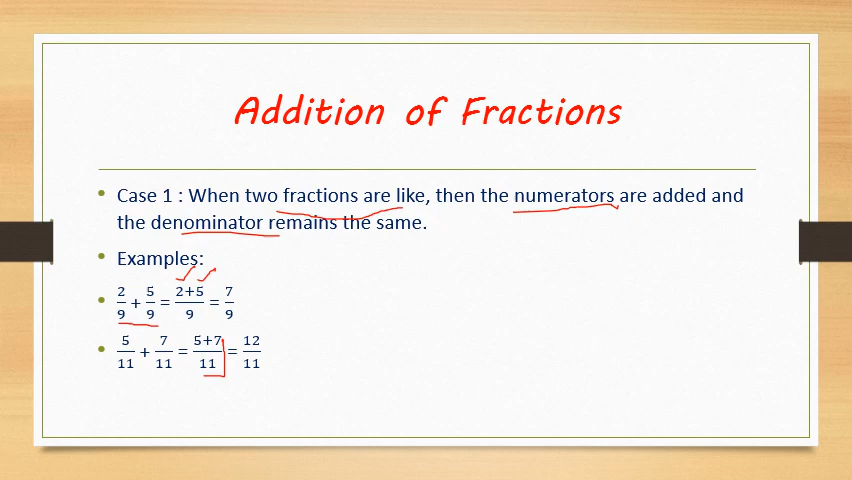 Addition of Fractions
• Case 1 : When two fractions are like, then the numerators are added and
the denominator remains the same.
• Examples:
• 2/9 + 5/9 = 2+5/9 = 7/9
• 5/11 + 7/11 = 5+7/11 = 12/11